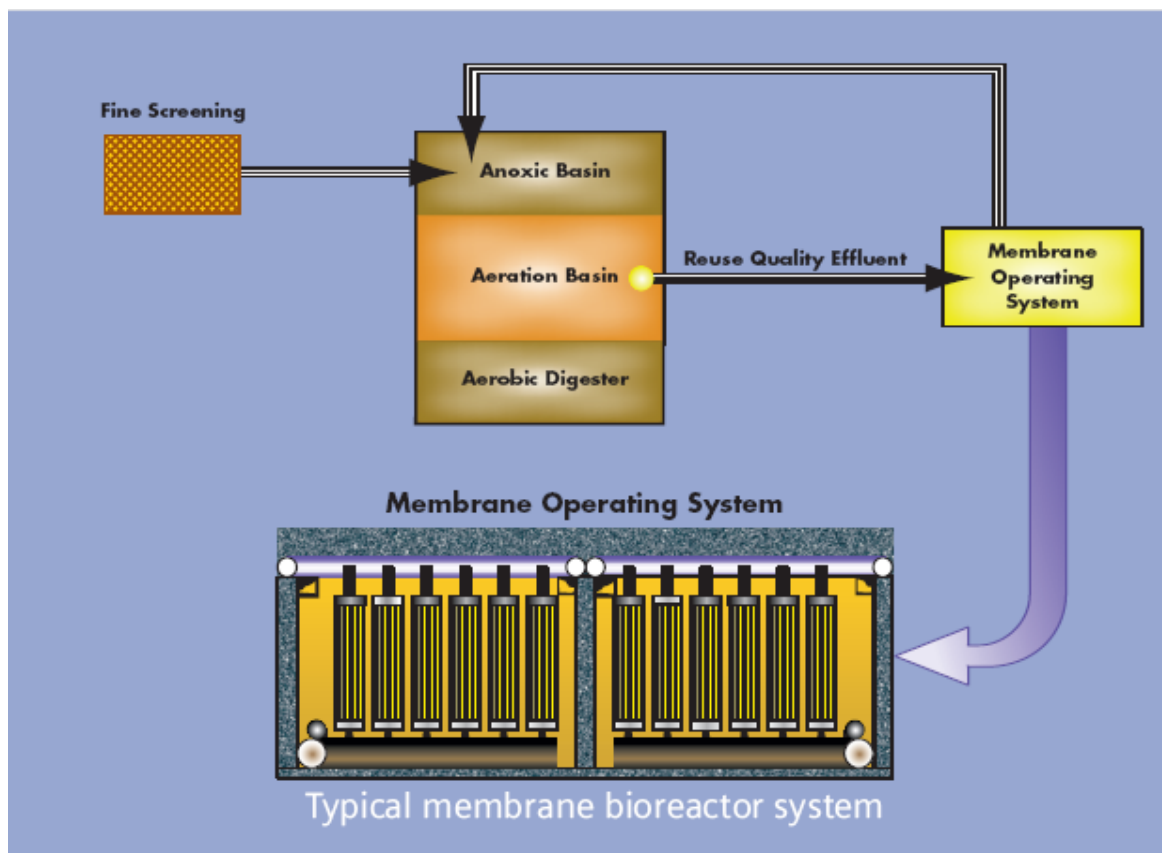 Fine Screening
Anoxic Basin
Aeration Basin
Reuse Quality Effluent
Membrane
Operating
System
Aerobic Digester
Membrane Operating System
Typical membrane bioreactor system